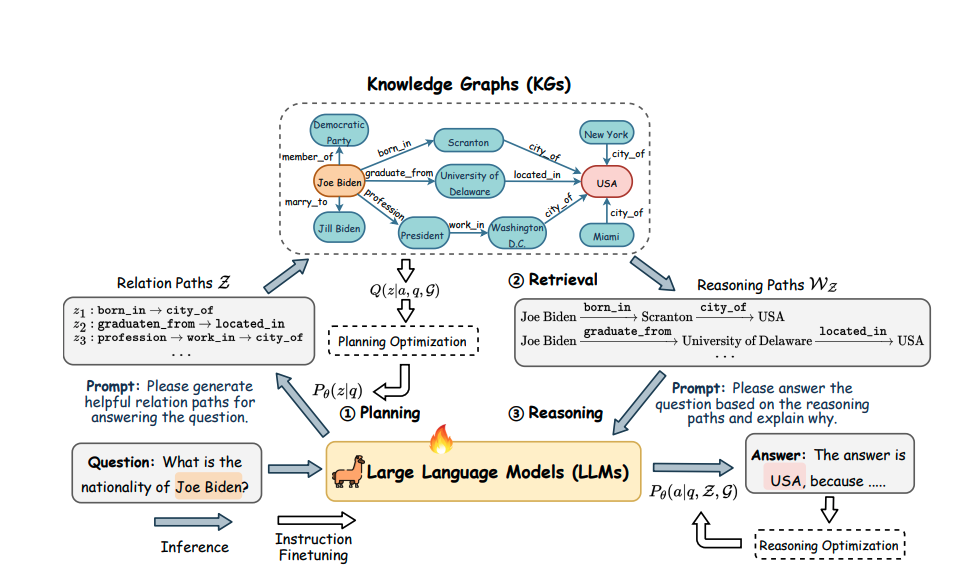 Knowledge Graphs (KGs)
Democratic
Party
member_of
Joe Biden
marry_to
Jill Biden
born_in
graduate_from
profession
Scranton
University of
Delaware
President
work_in
Washington
D.C.
city_of
located_in
city_of
New York
city_of
USA
city_of
Miami
Relation Paths 𝒵
z₁ : born_in → city_of
z₂ : graduaten_from → located_in
z₃ : profession → work_in → city_of
...
Q(z|a, q, 𝒢)
Planning Optimization
P_θ(z|q)
① Planning
② Retrieval
Reasoning Paths 𝒲_𝒵
born_in city_of
Joe Biden → Scranton → USA
graduate_from located_in
Joe Biden → University of Delaware → USA
...
Prompt: Please generate
helpful relation paths for
answering the question.
③ Reasoning
Prompt: Please answer the
question based on the reasoning
paths and explain why.
Question: What is the
nationality of Joe Biden?
Large Language Models (LLMs)
P_θ(a|q, 𝒵, 𝒢)
Answer: The answer is
USA, because .....
Inference
Instruction
Finetuning
Reasoning Optimization